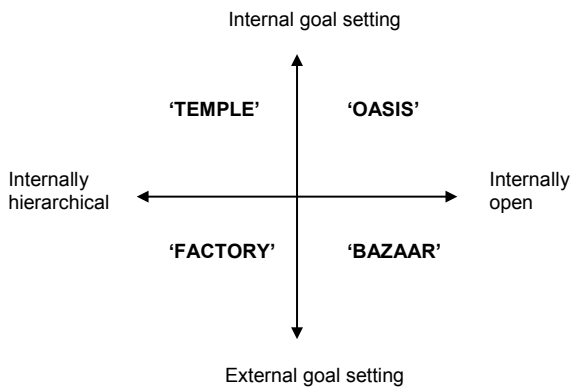 Internal goal setting
‘TEMPLE’ ‘OASIS’
Internally
hierarchical
Internally
open
‘FACTORY’ ‘BAZAAR’
External goal setting